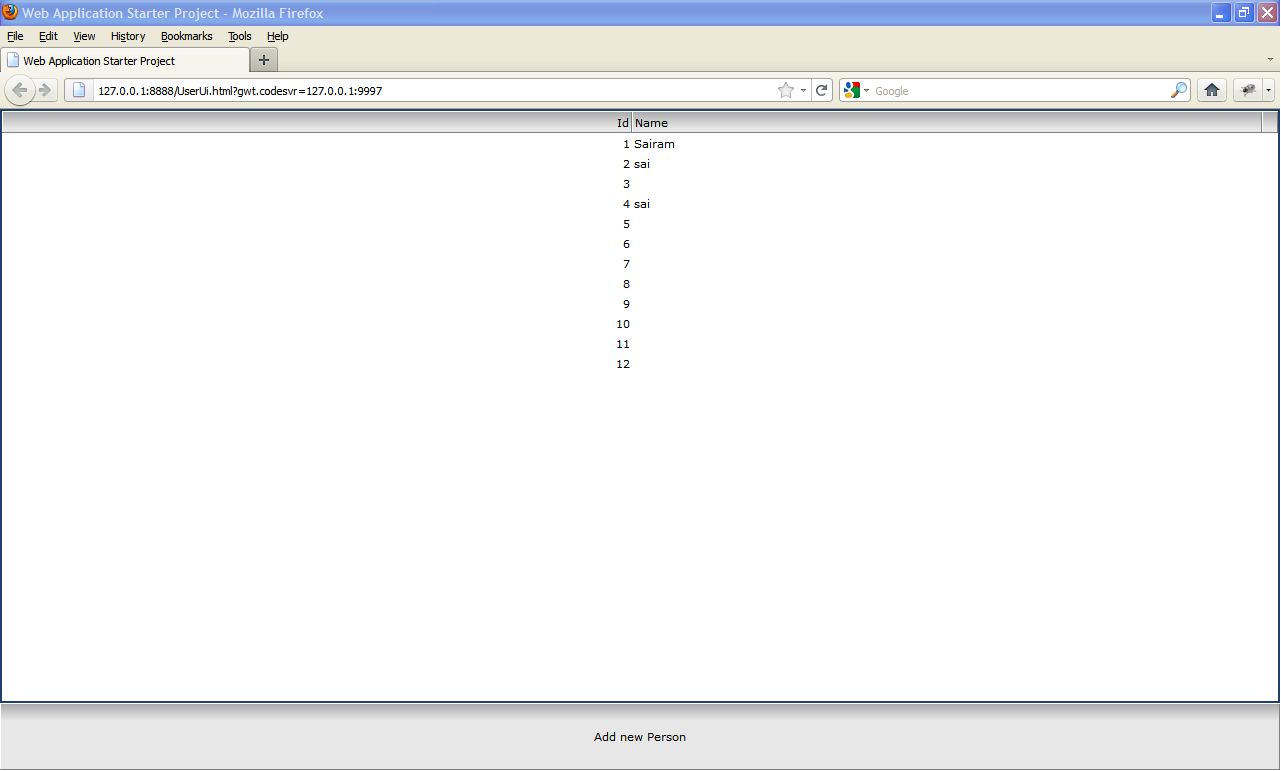 Web Application Starter Project - Mozilla Firefox
File Edit View History Bookmarks Tools Help
Web Application Starter Project
127.0.0.1:8888/UserUi.html?gwt.codesvr=127.0.0.1:9997 Google
Id Name
1 Sairam
2 sai
3
4 sai
5
6
7
8
9
10
11
12
Add new Person